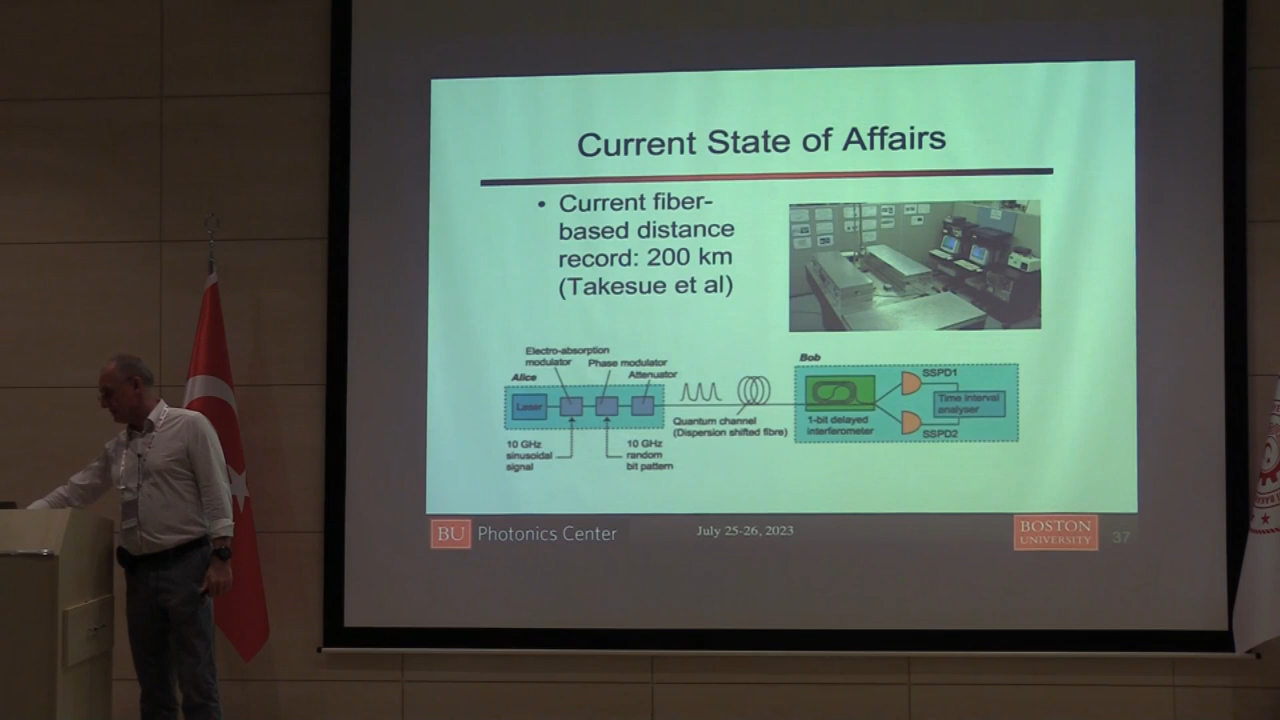 Current State of Affairs
• Current fiber-
based distance
record: 200 km
(Takesue et al)
Electro-absorption
modulator
Phase modulator
Attenuator
Alice
Laser
10 GHz
sinusoidal
signal
10 GHz
random
bit pattern
Quantum channel
(Dispersion shifted fibre)
Bob
1-bit delayed
interferometer
SSPD1
SSPD2
Time interval
analyser
BU Photonics Center
July 25-26, 2023
BOSTON
UNIVERSITY
37